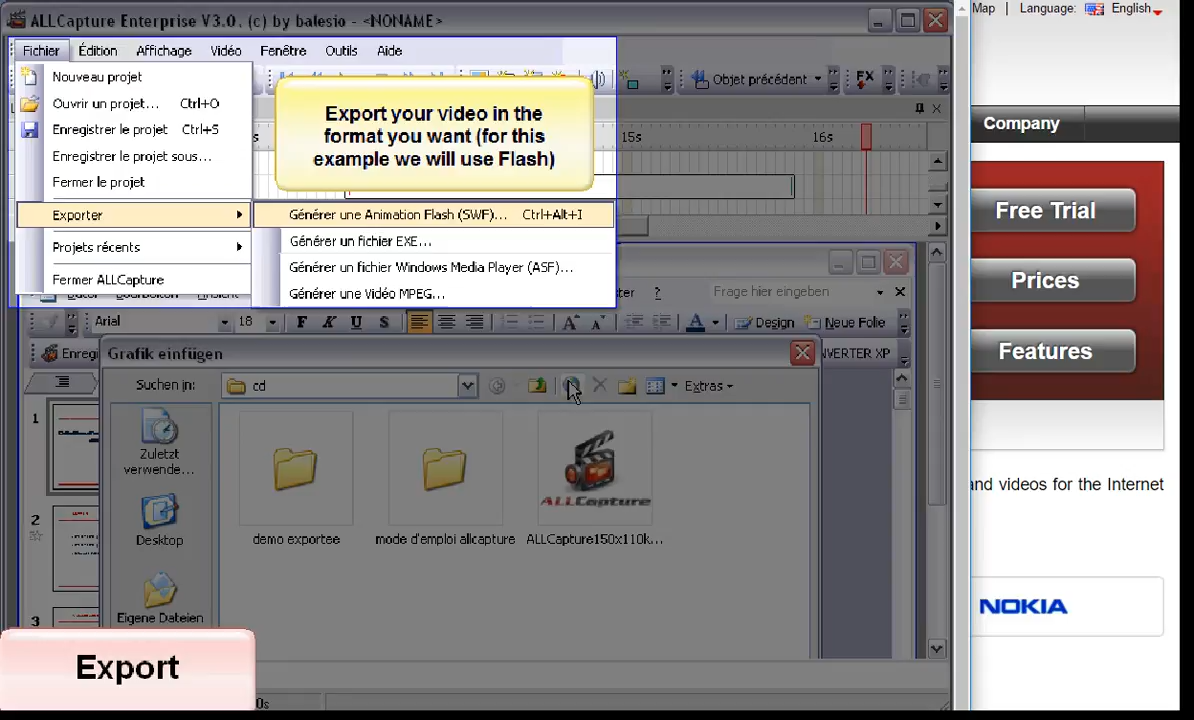 ALLCapture Enterprise V3.0, (c) by balesio - <NONAME>
Map | Language: English
Fichier Édition Affichage Vidéo Fenêtre Outils Aide
Nouveau projet
Ouvrir un projet... Ctrl+O
Enregistrer le projet Ctrl+S
Enregistrer le projet sous...
Fermer le projet
Exporter
Projets récents
Fermer ALLCapture
Objet précédent
FX
Export your video in the
format you want (for this
example we will use Flash)
15s 16s
Générer une Animation Flash (SWF)... Ctrl+Alt+I
Générer un fichier EXE...
Générer un fichier Windows Media Player (ASF)...
Générer une Vidéo MPEG...
? Frage hier eingeben
Arial 18 F K U S
Design Neue Folie
Grafik einfügen
Suchen in: cd
Extras
Zuletzt
verwende...
Desktop
Eigene Dateien
demo exportee
mode d'emploi allcapture
ALLCapture
ALLCapture150x110k...
1
2
3
Export
Company
Free Trial
Prices
Features
and videos for the Internet
NOKIA